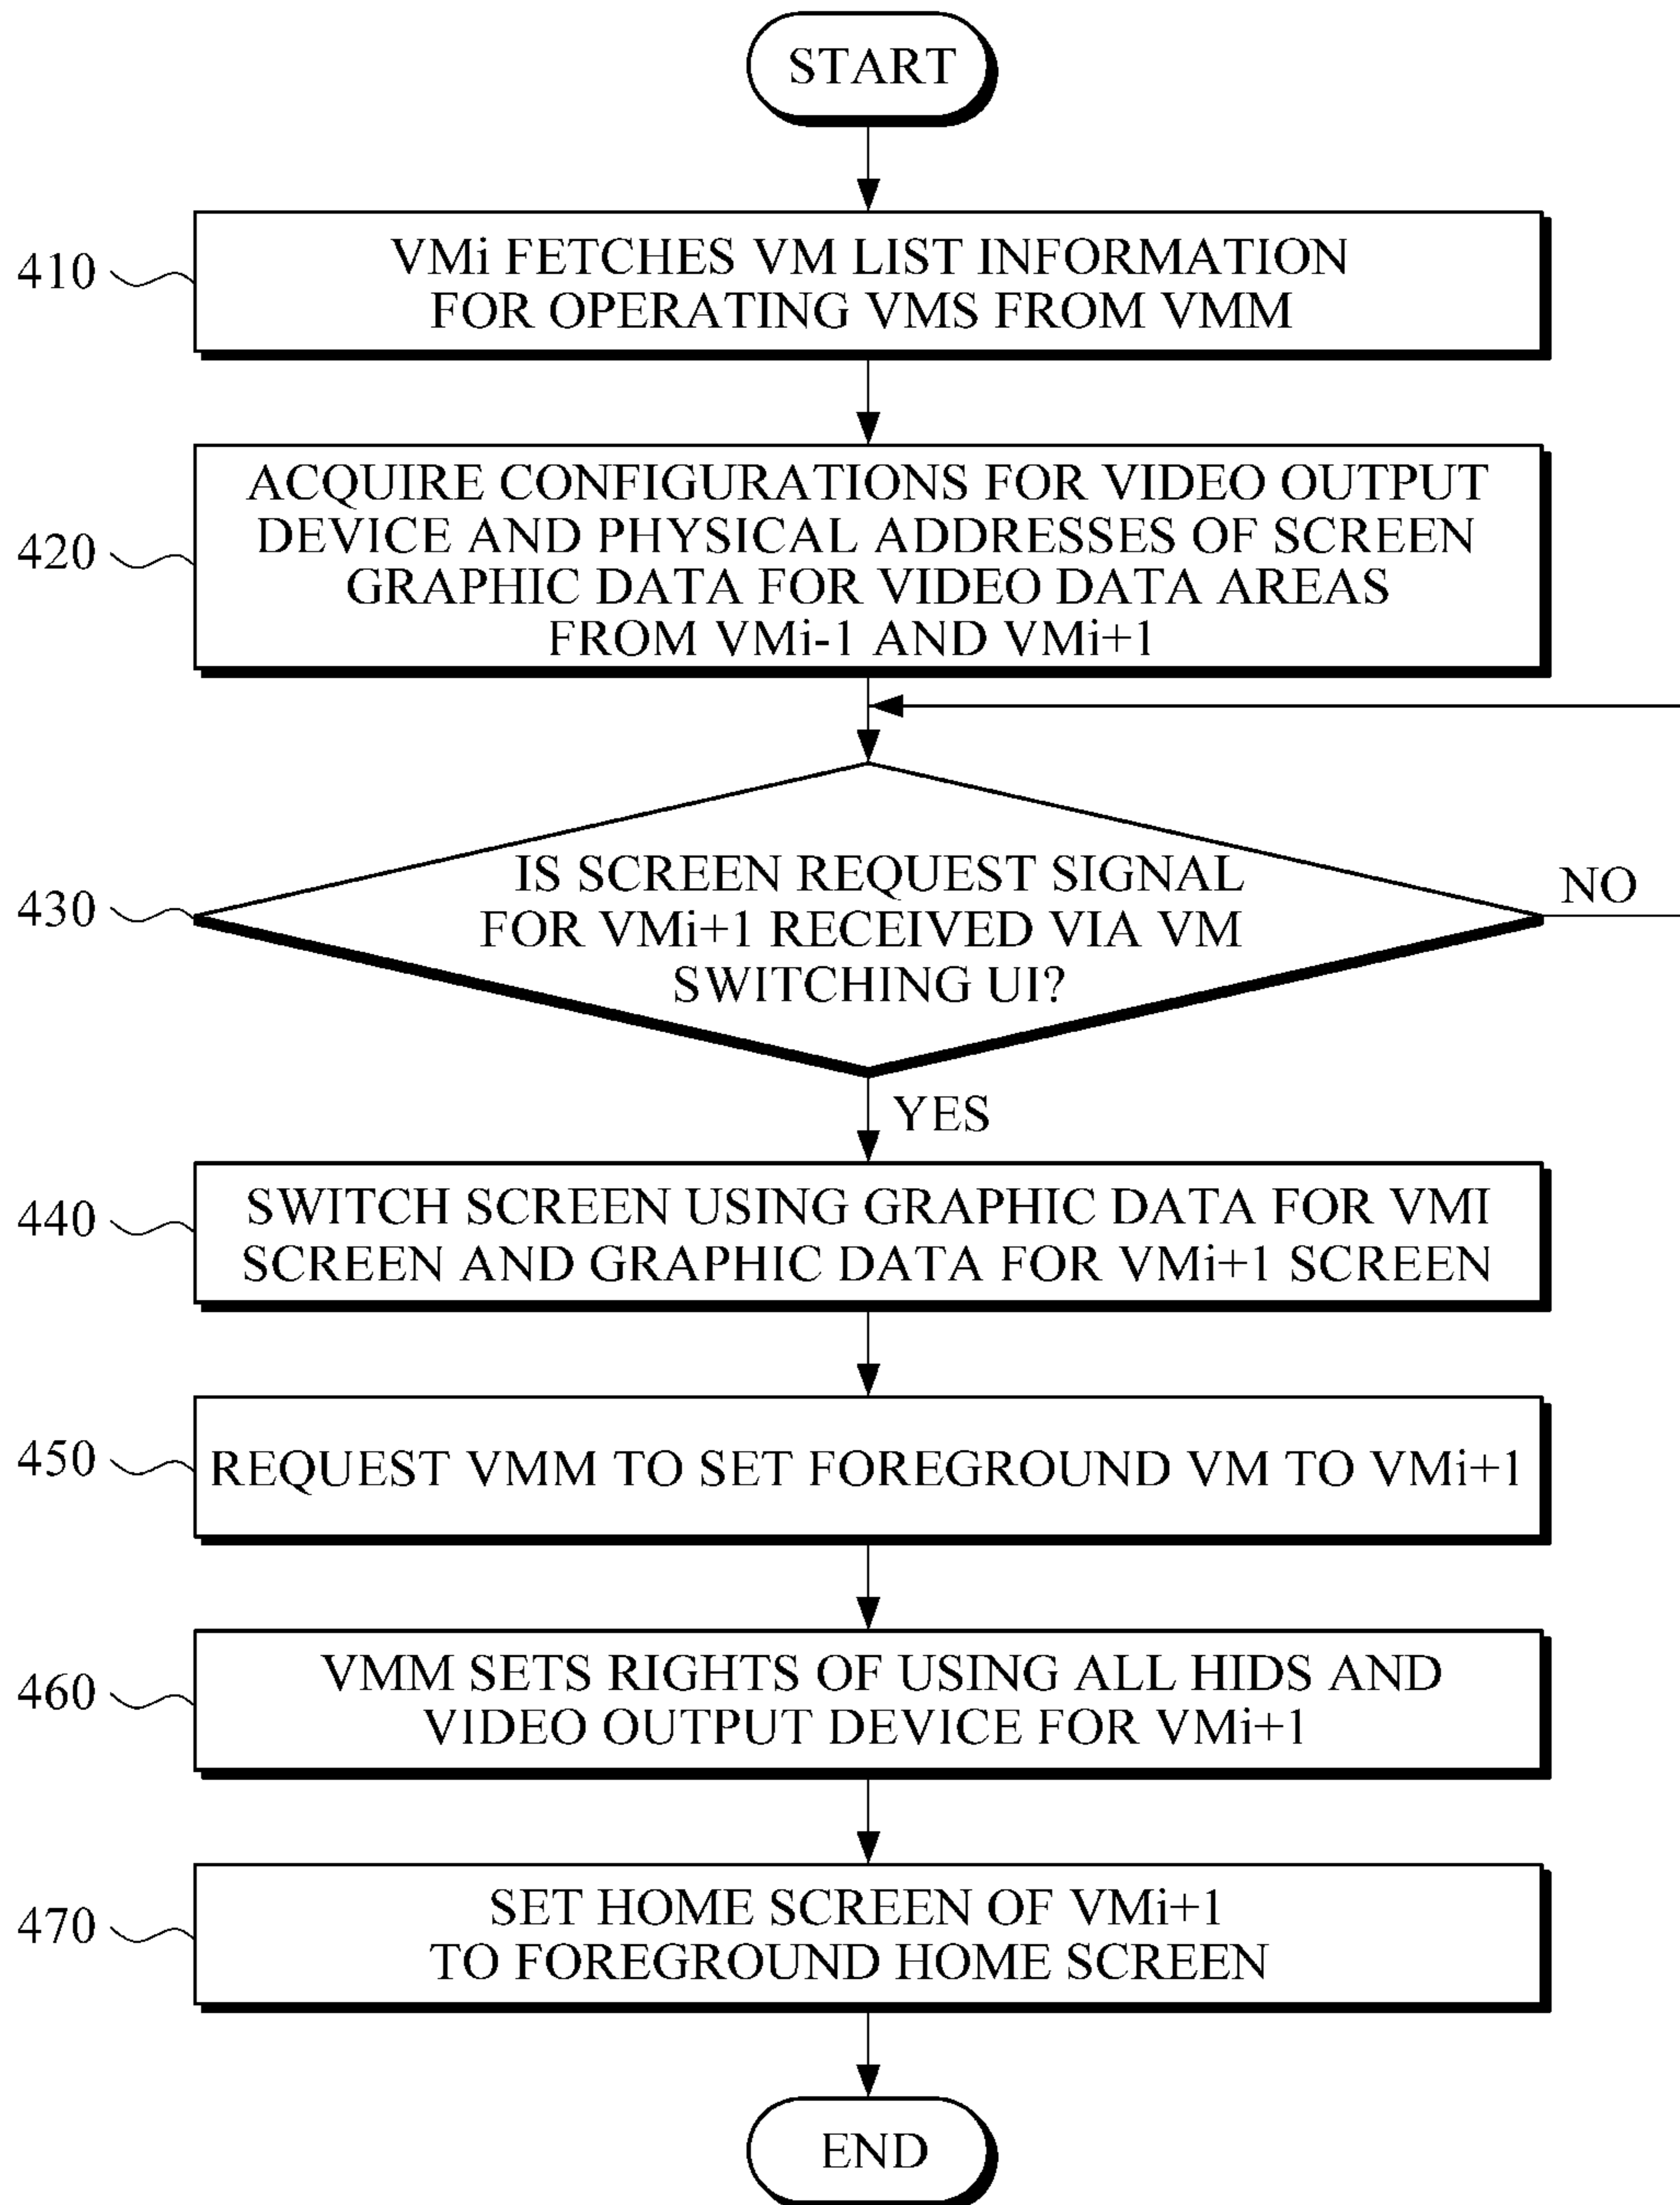 START
410
VMi FETCHES VM LIST INFORMATION
FOR OPERATING VMS FROM VMM
420
ACQUIRE CONFIGURATIONS FOR VIDEO OUTPUT
DEVICE AND PHYSICAL ADDRESSES OF SCREEN
GRAPHIC DATA FOR VIDEO DATA AREAS
FROM VMi-1 AND VMi+1
430
IS SCREEN REQUEST SIGNAL
FOR VMi+1 RECEIVED VIA VM
SWITCHING UI?
NO
YES
440
SWITCH SCREEN USING GRAPHIC DATA FOR VMI
SCREEN AND GRAPHIC DATA FOR VMi+1 SCREEN
450
REQUEST VMM TO SET FOREGROUND VM TO VMi+1
460
VMM SETS RIGHTS OF USING ALL HIDS AND
VIDEO OUTPUT DEVICE FOR VMi+1
470
SET HOME SCREEN OF VMi+1
TO FOREGROUND HOME SCREEN
END